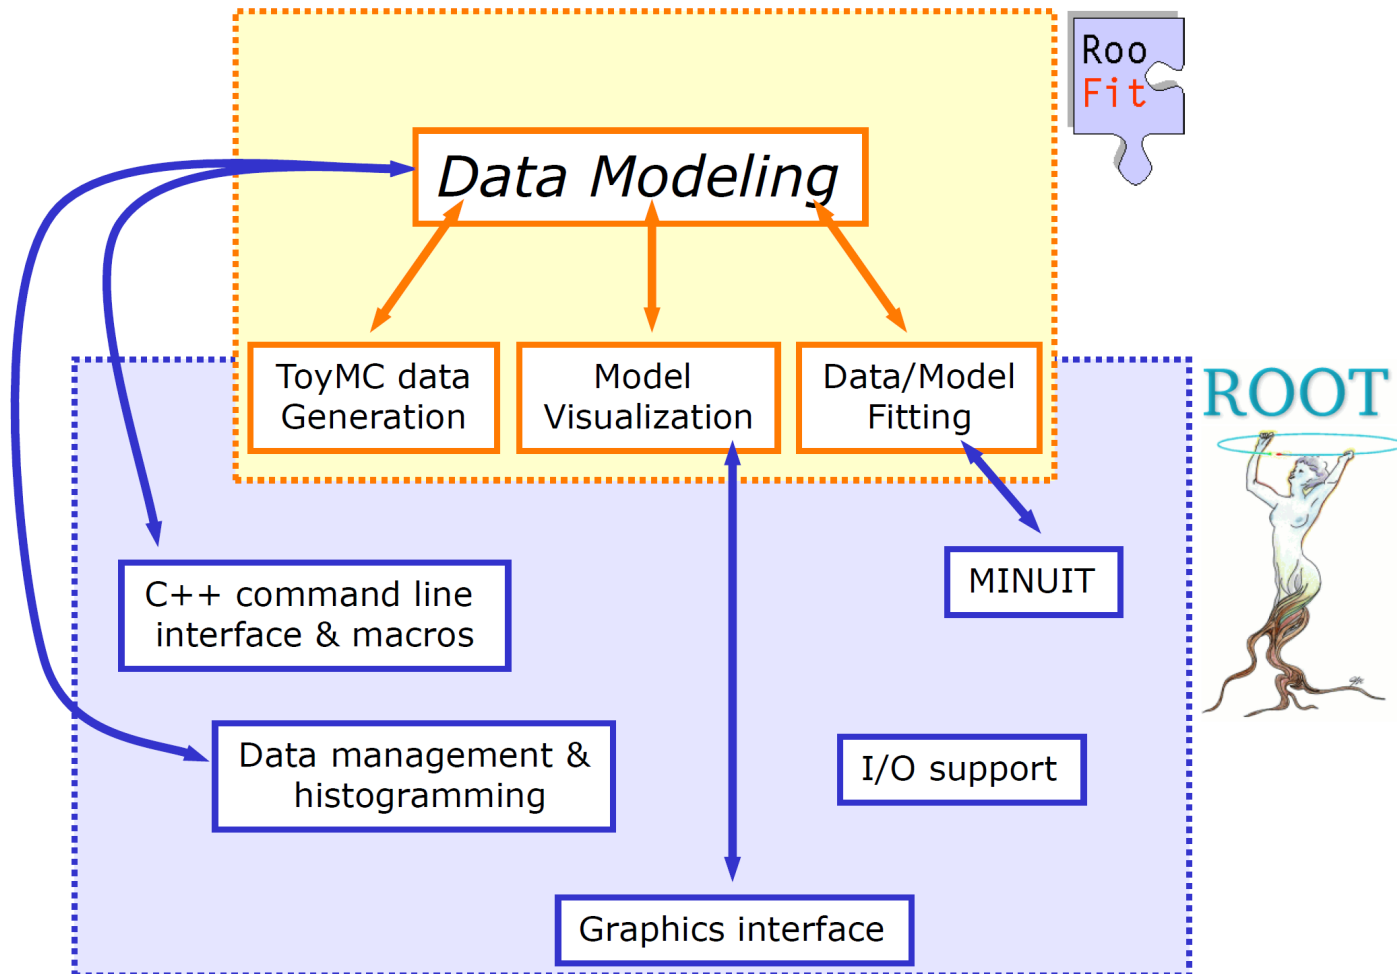 Roo
Fit
Data Modeling
ToyMC data
Generation
Model
Visualization
Data/Model
Fitting
ROOT
C++ command line
interface & macros
MINUIT
Data management &
histogramming
I/O support
Graphics interface